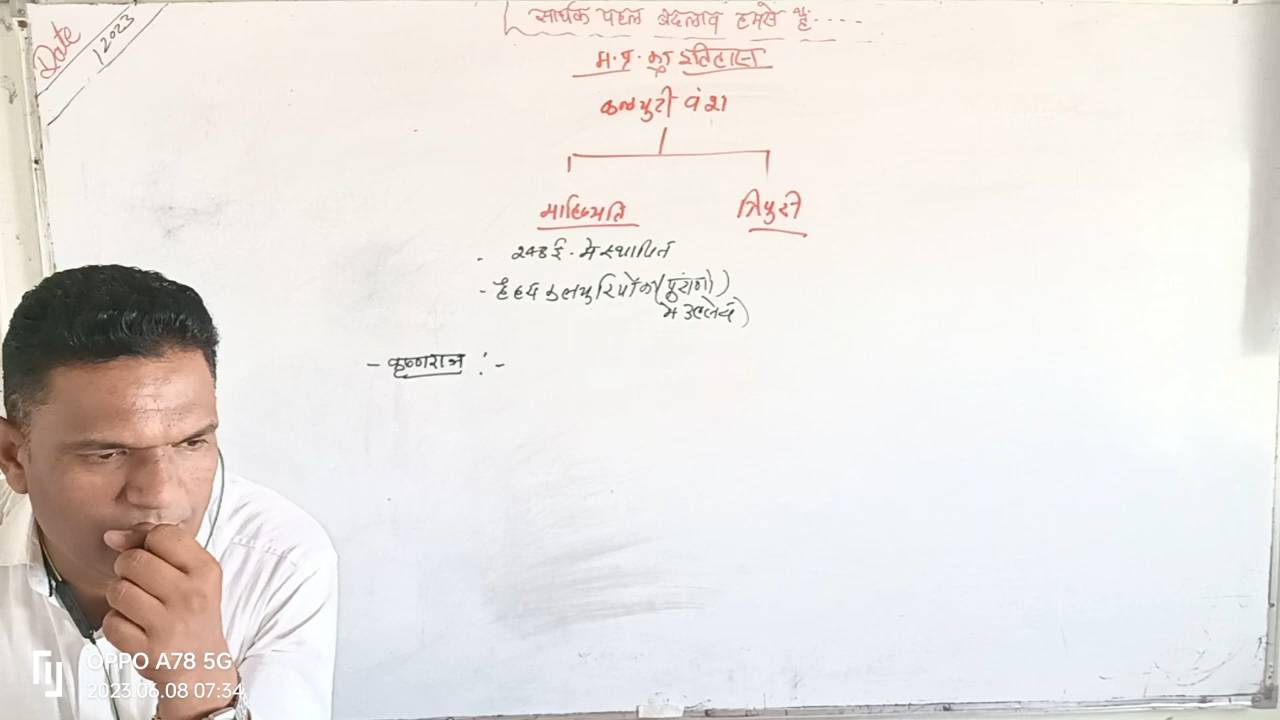 Date
/2023
सार्थक पहल बदलाव हमसे है.....
म.प्र. का इतिहास
कलचुरी वंश
माहिष्मति
त्रिपुरी
- 248 ई. मे स्थापित
- हैहय कलचुरियों का (पुराणो)
मे उल्लेख)
- कृष्णराज :-
OPPO A78 5G
2023.06.08 07:34